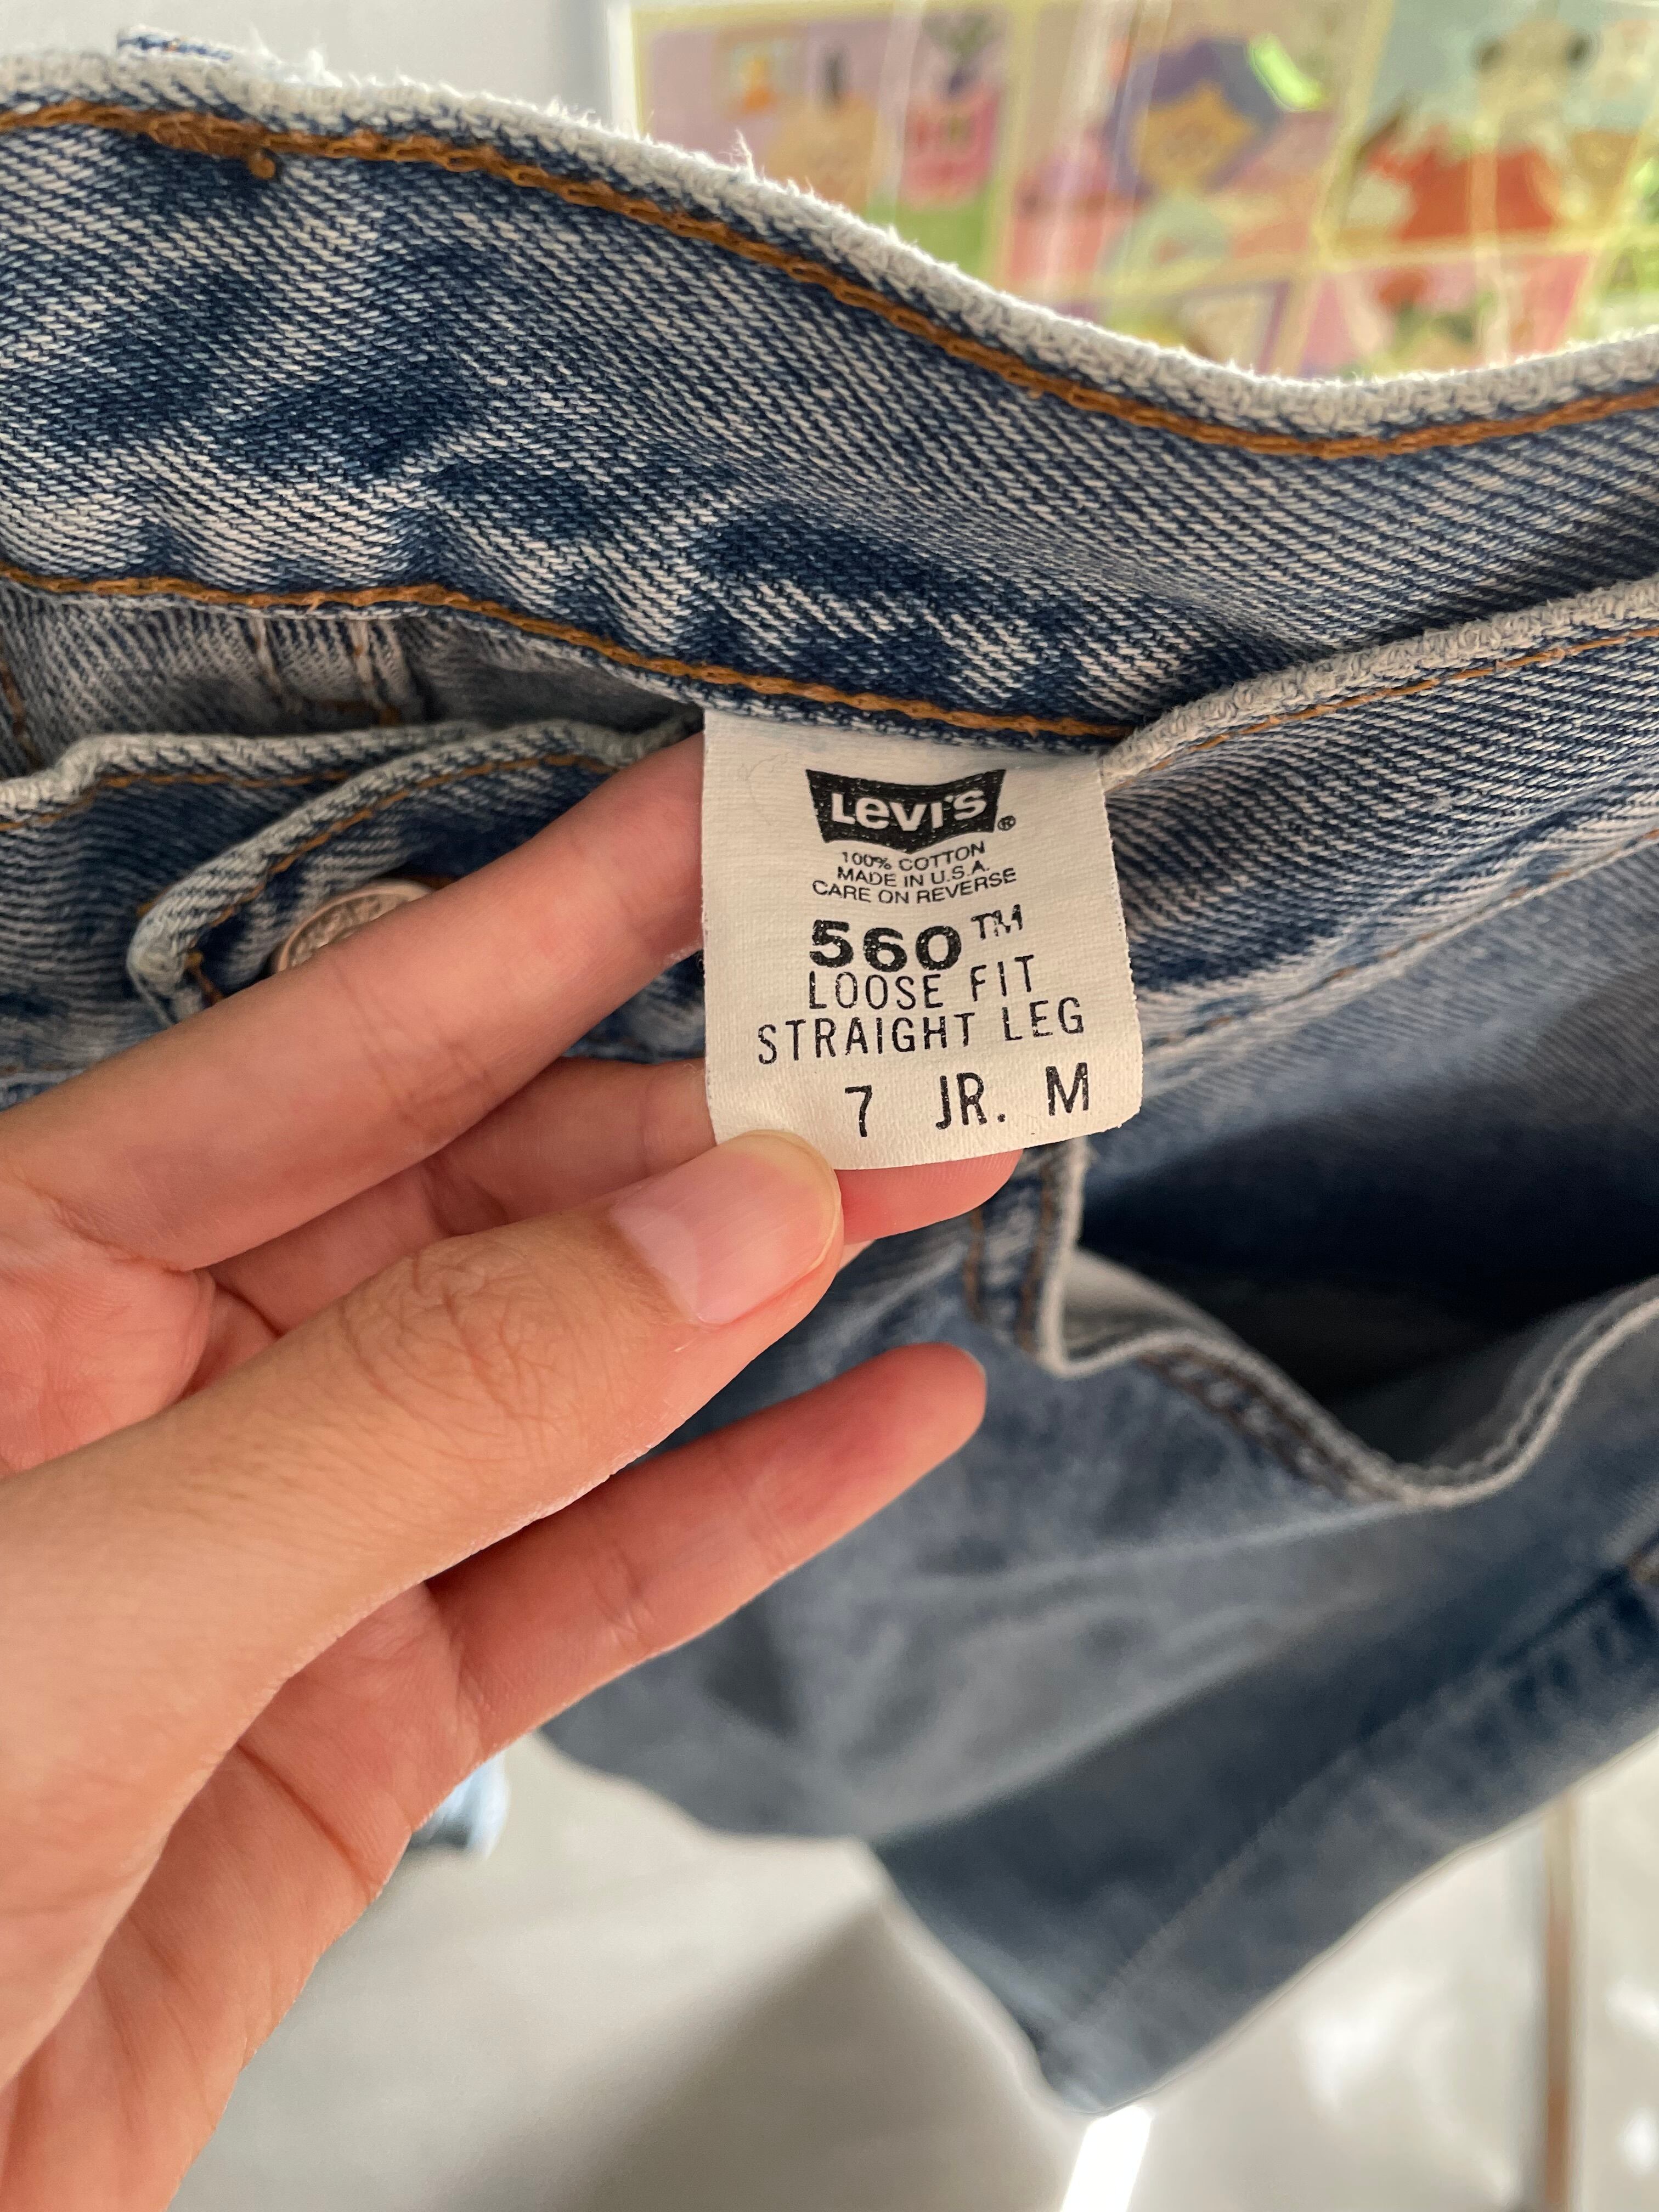 LEVI'S®
100% COTTON
MADE IN U.S.A.
CARE ON REVERSE
560™
LOOSE FIT
STRAIGHT LEG
7 JR. M